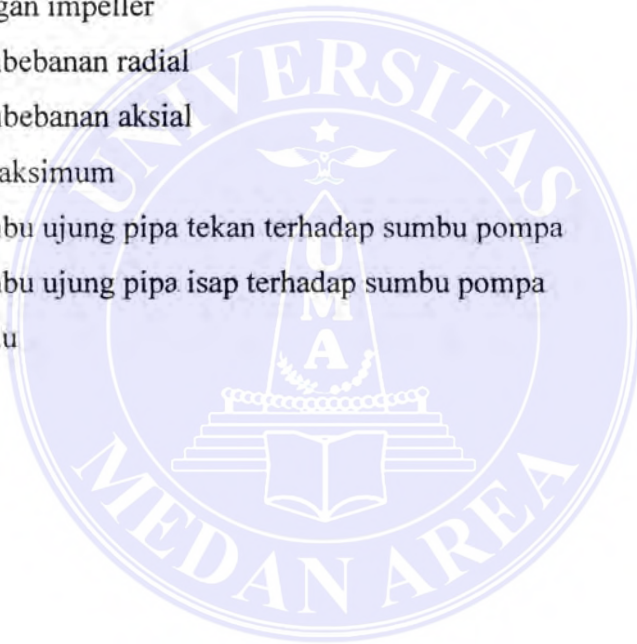 gan impeller
bebanan radial
bebanan aksial
aksimum
bu ujung pipa tekan terhadap sumbu pompa
bu ujung pipa isap terhadap sumbu pompa
u
UNIVERSITAS
UMA
MEDAN AREA